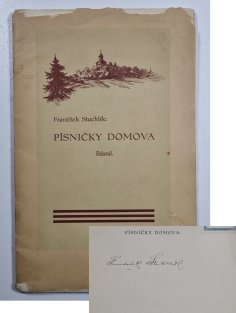 František Stuchlík:
PÍSNIČKY DOMOVA
Básně.
PÍSNIČKY DOMOVA